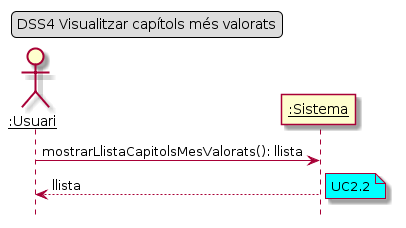 DSS4 Visualitzar capítols més valorats
:Usuari
:Sistema
mostrarLlistaCapitolsMesValorats(): llista
llista
UC2.2